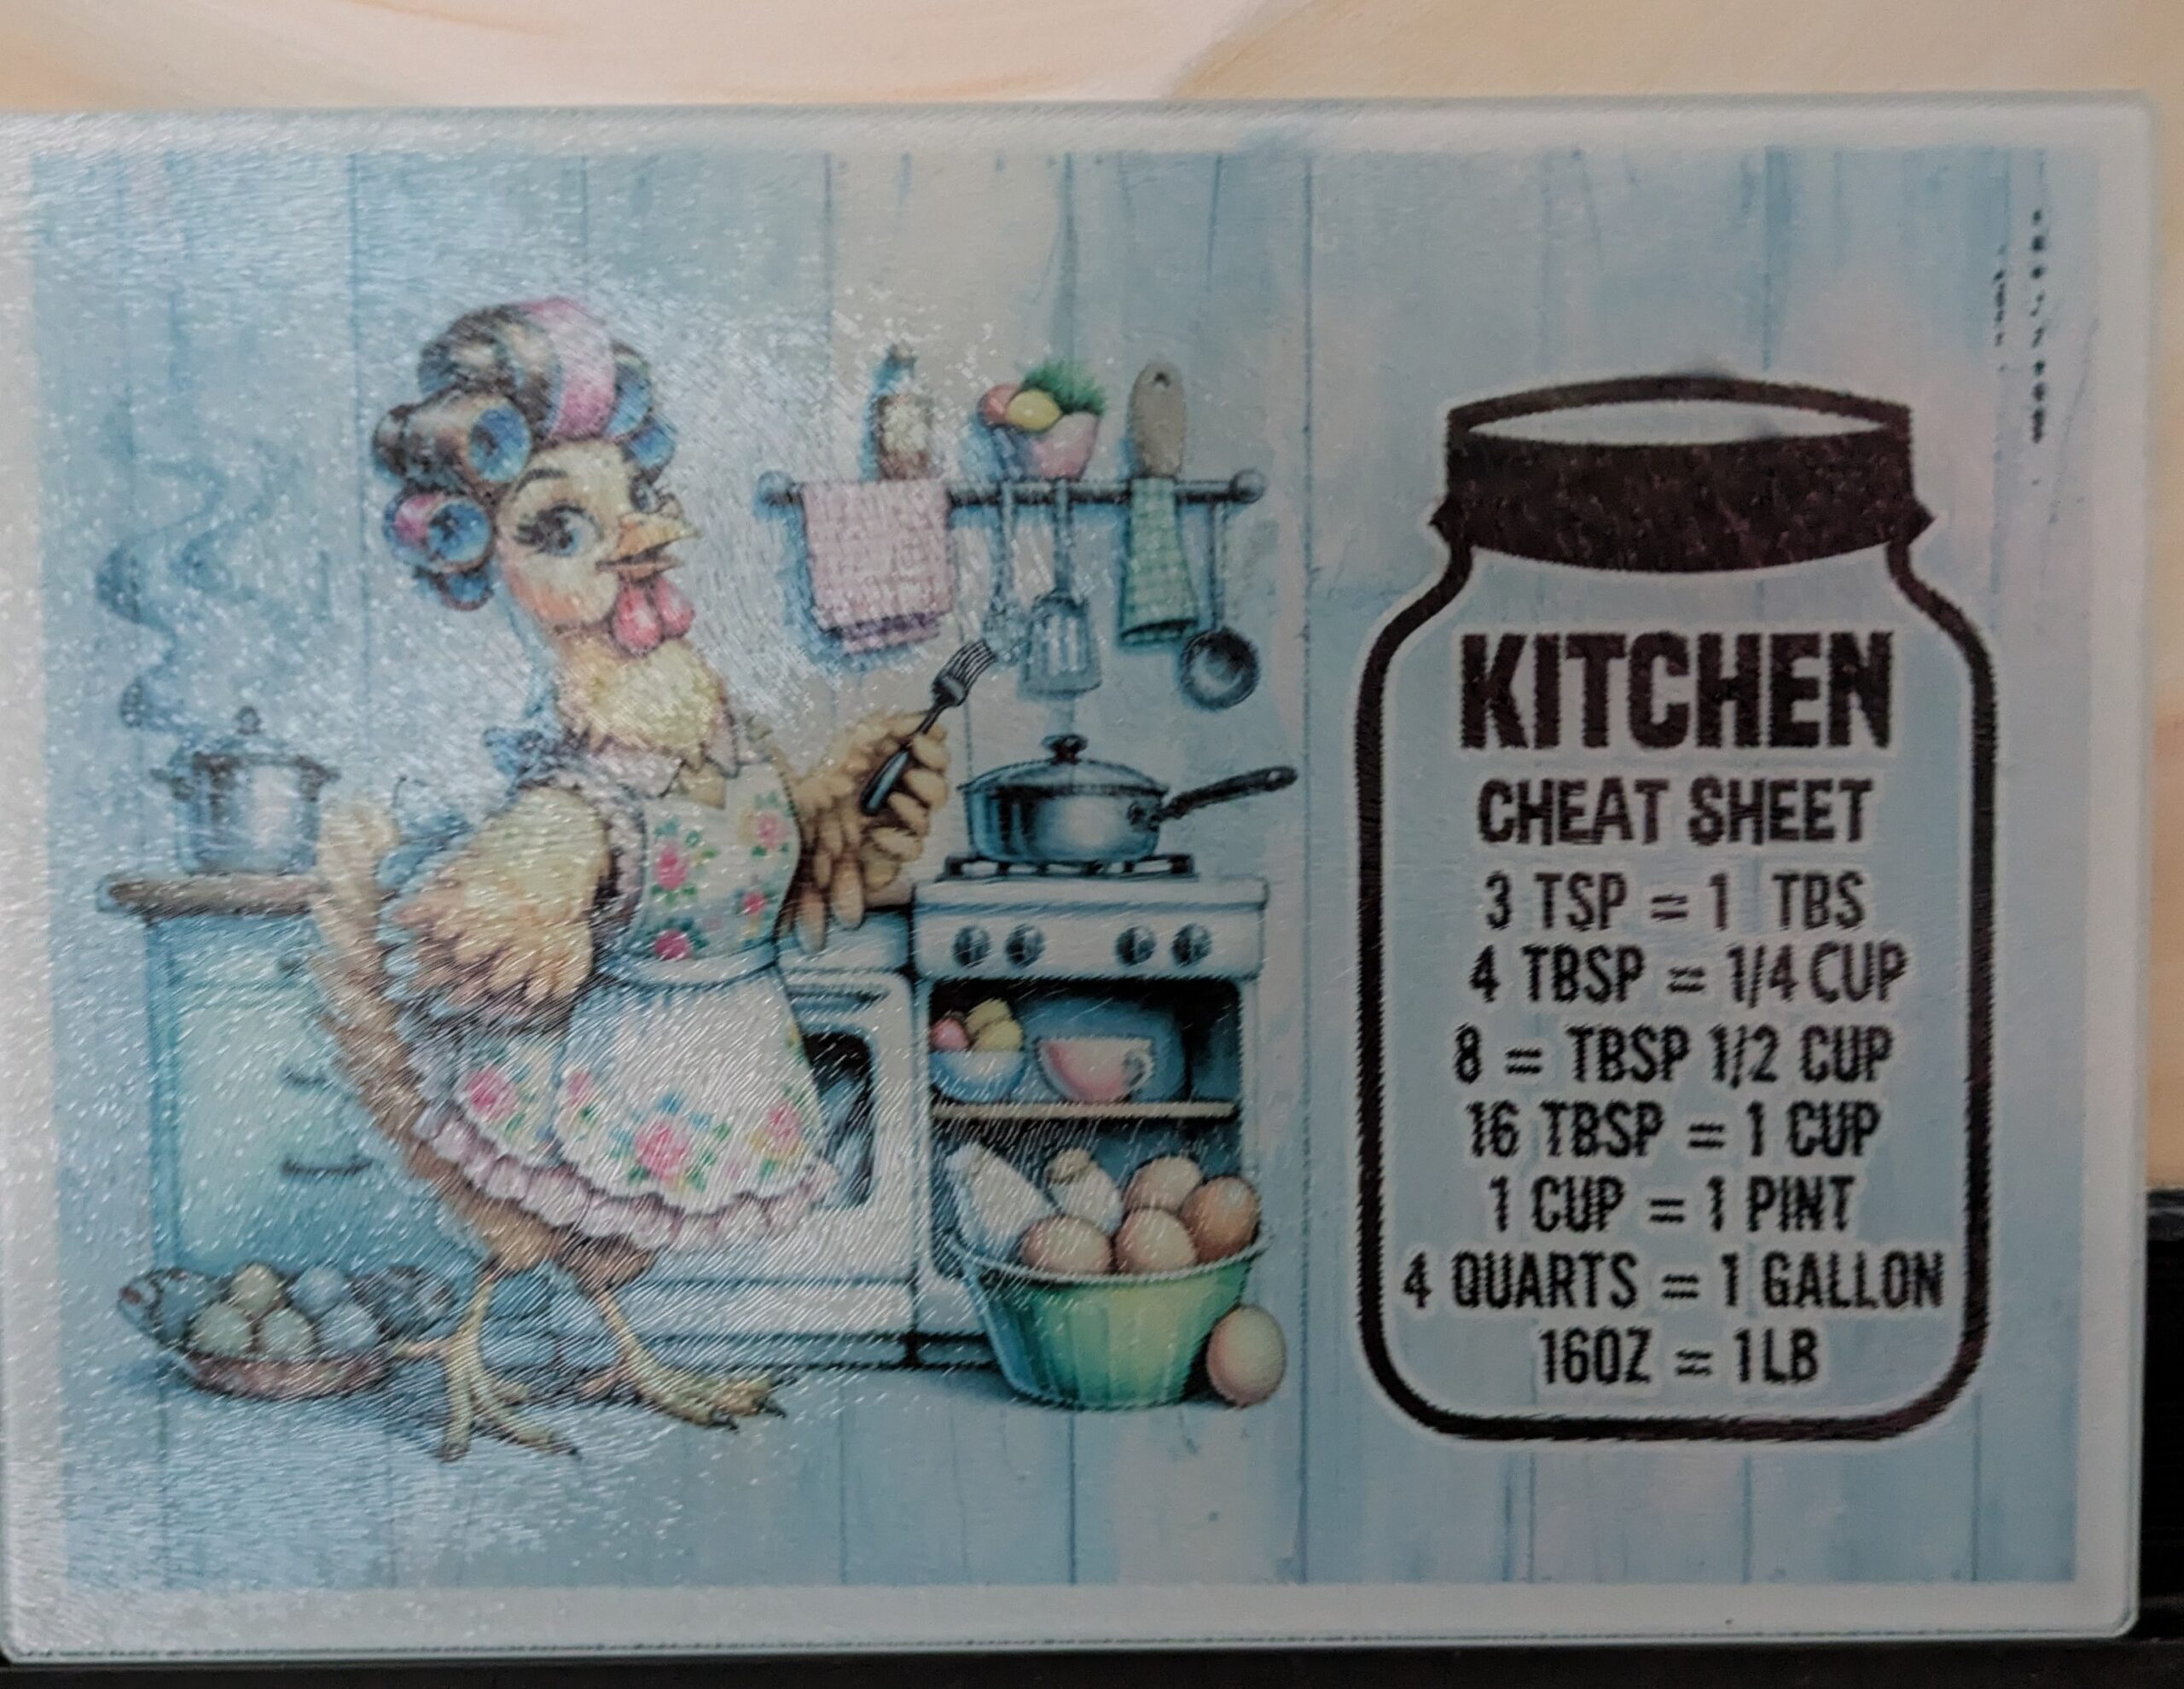 KITCHEN
CHEAT SHEET
3 TSP = 1 TBS
4 TBSP = 1/4 CUP
8 = TBSP 1/2 CUP
16 TBSP = 1 CUP
1 CUP = 1 PINT
4 QUARTS = 1 GALLON
16OZ = 1LB